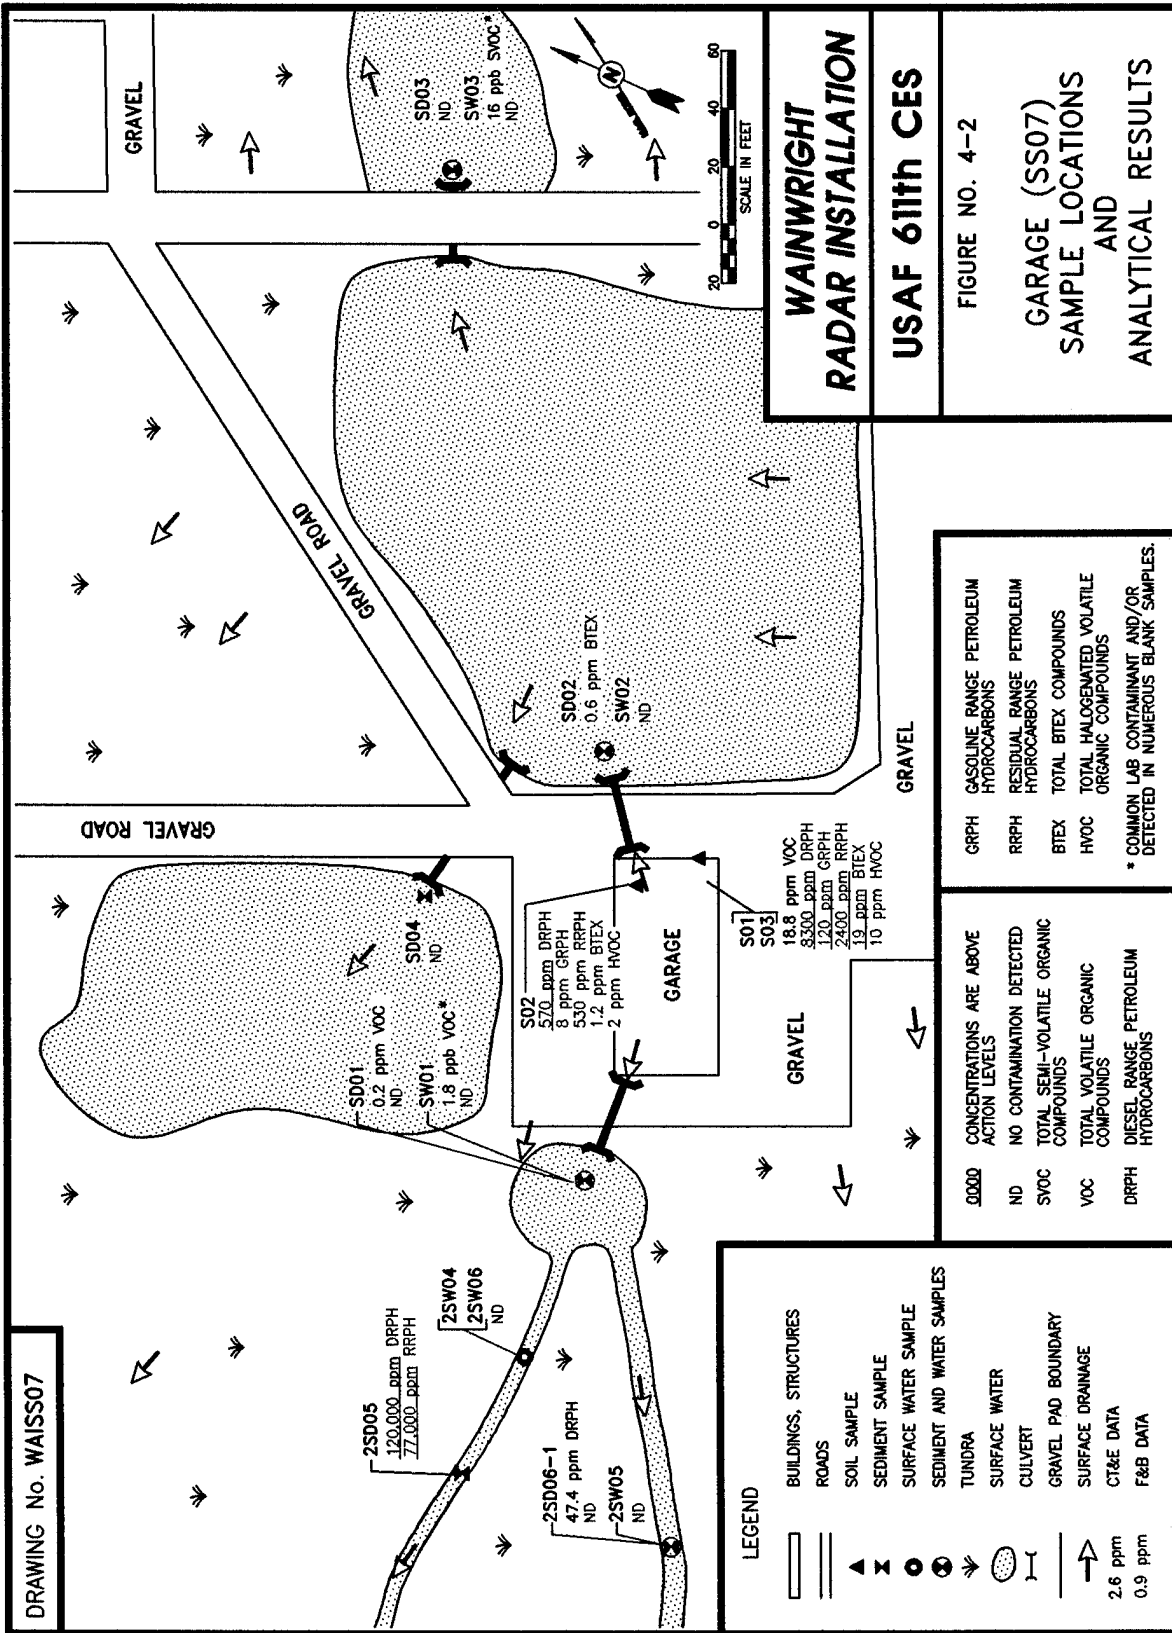 DRAWING No. WAISS07
GRAVEL
GRAVEL ROAD
GRAVEL ROAD
SD03
ND
SW03
16 ppb SVOC*
ND
N
20 0 20 40 60
SCALE IN FEET
SD02
0.6 ppm BTEX
SW02
ND
SD04
ND
SD01
0.2 ppm VOC
ND
SW01
1.8 ppb VOC*
ND
S02
570 ppm DRPH
8 ppm GRPH
530 ppm RRPH
1.2 ppm BTEX
2 ppm HVOC
GARAGE
S01
S03
18.8 ppm VOC
8300 ppm DRPH
120 ppm GRPH
2400 ppm RRPH
19 ppm BTEX
10 ppm HVOC
GRAVEL
GRAVEL
2SW04
2SW06
ND
2SD05
120,000 ppm DRPH
77,000 ppm RRPH
2SD06-1
47.4 ppm DRPH
ND
2SW05
ND
LEGEND
BUILDINGS, STRUCTURES
ROADS
SOIL SAMPLE
SEDIMENT SAMPLE
SURFACE WATER SAMPLE
SEDIMENT AND WATER SAMPLES
TUNDRA
SURFACE WATER
CULVERT
GRAVEL PAD BOUNDARY
SURFACE DRAINAGE
2.6 ppm CT&E DATA
0.9 ppm F&B DATA
0000 CONCENTRATIONS ARE ABOVE
ACTION LEVELS
ND NO CONTAMINATION DETECTED
SVOC TOTAL SEMI-VOLATILE ORGANIC
COMPOUNDS
VOC TOTAL VOLATILE ORGANIC
COMPOUNDS
DRPH DIESEL RANGE PETROLEUM
HYDROCARBONS
GRPH GASOLINE RANGE PETROLEUM
HYDROCARBONS
RRPH RESIDUAL RANGE PETROLEUM
HYDROCARBONS
BTEX TOTAL BTEX COMPOUNDS
HVOC TOTAL HALOGENATED VOLATILE
ORGANIC COMPOUNDS
* COMMON LAB CONTAMINANT AND/OR
DETECTED IN NUMEROUS BLANK SAMPLES.
WAINWRIGHT
RADAR INSTALLATION
USAF 611th CES
FIGURE NO. 4-2
GARAGE (SS07)
SAMPLE LOCATIONS
AND
ANALYTICAL RESULTS